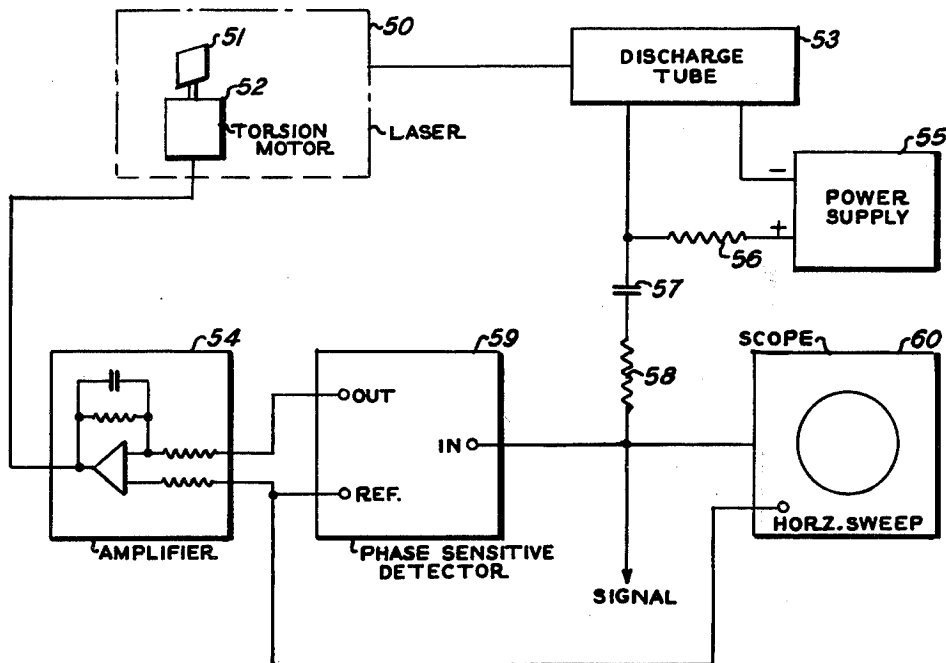 51
50
52
TORSION
MOTOR
LASER
53
DISCHARGE
TUBE
55
POWER
SUPPLY
−
+
56
57
58
54
AMPLIFIER
59
OUT
IN
REF.
PHASE SENSITIVE
DETECTOR
SCOPE
60
HORZ. SWEEP
SIGNAL